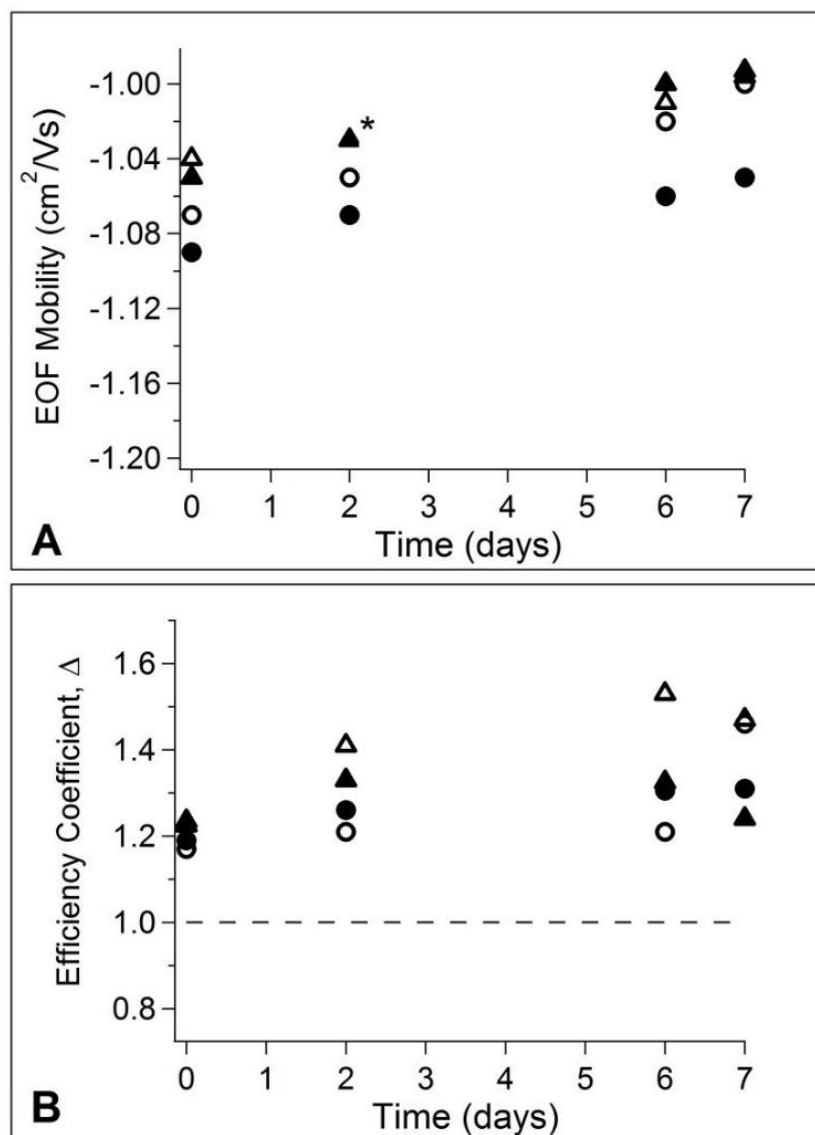 EOF Mobility (cm²/Vs)
-1.00
-1.04
-1.08
-1.12
-1.16
-1.20
*
0 1 2 3 4 5 6 7
Time (days)
A
Efficiency Coefficient, Δ
1.6
1.4
1.2
1.0
0.8
0 1 2 3 4 5 6 7
Time (days)
B